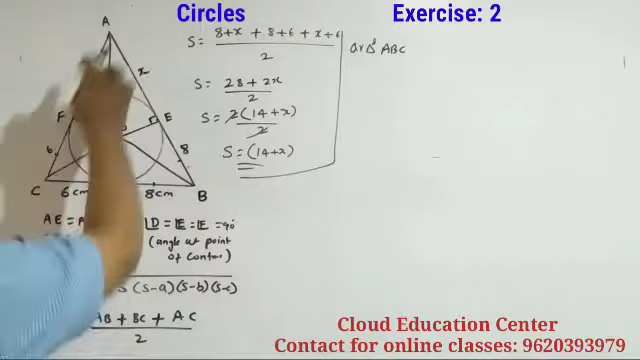 Circles
Exercise: 2
A
x
F
E
6
8
C
6cm
8cm
B
S = 8+x + 8+6 + x+6 / 2
S = 28+2x / 2
S = 2(14+x) / 2
S = (14+x)
ar Δ ABC
AE =
∠D = ∠E = ∠E = 90°
(angle at point
of contac
(s-a)(s-b)(s-c)
AB + BC + AC
2
Cloud Education Center
Contact for online classes: 9620393979